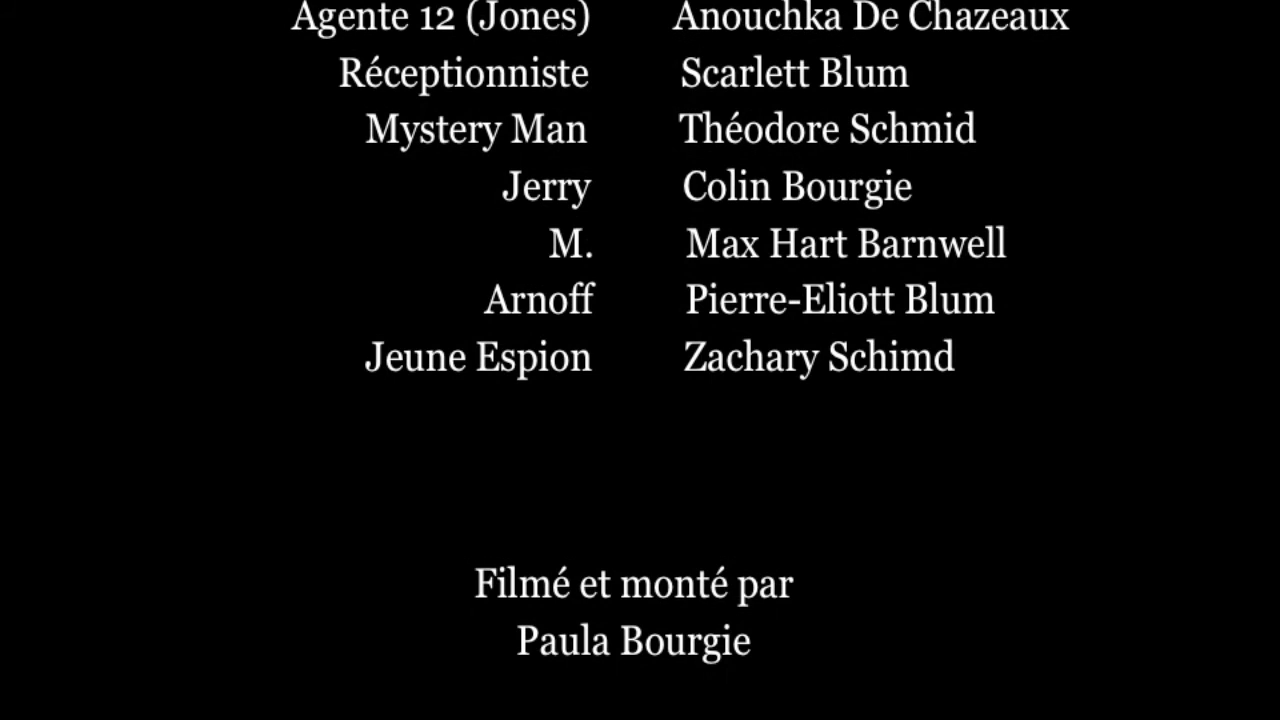 Agente 12 (Jones) Anouchka De Chazeaux
Réceptionniste Scarlett Blum
Mystery Man Théodore Schmid
Jerry Colin Bourgie
M. Max Hart Barnwell
Arnoff Pierre-Eliott Blum
Jeune Espion Zachary Schimd
Filmé et monté par
Paula Bourgie